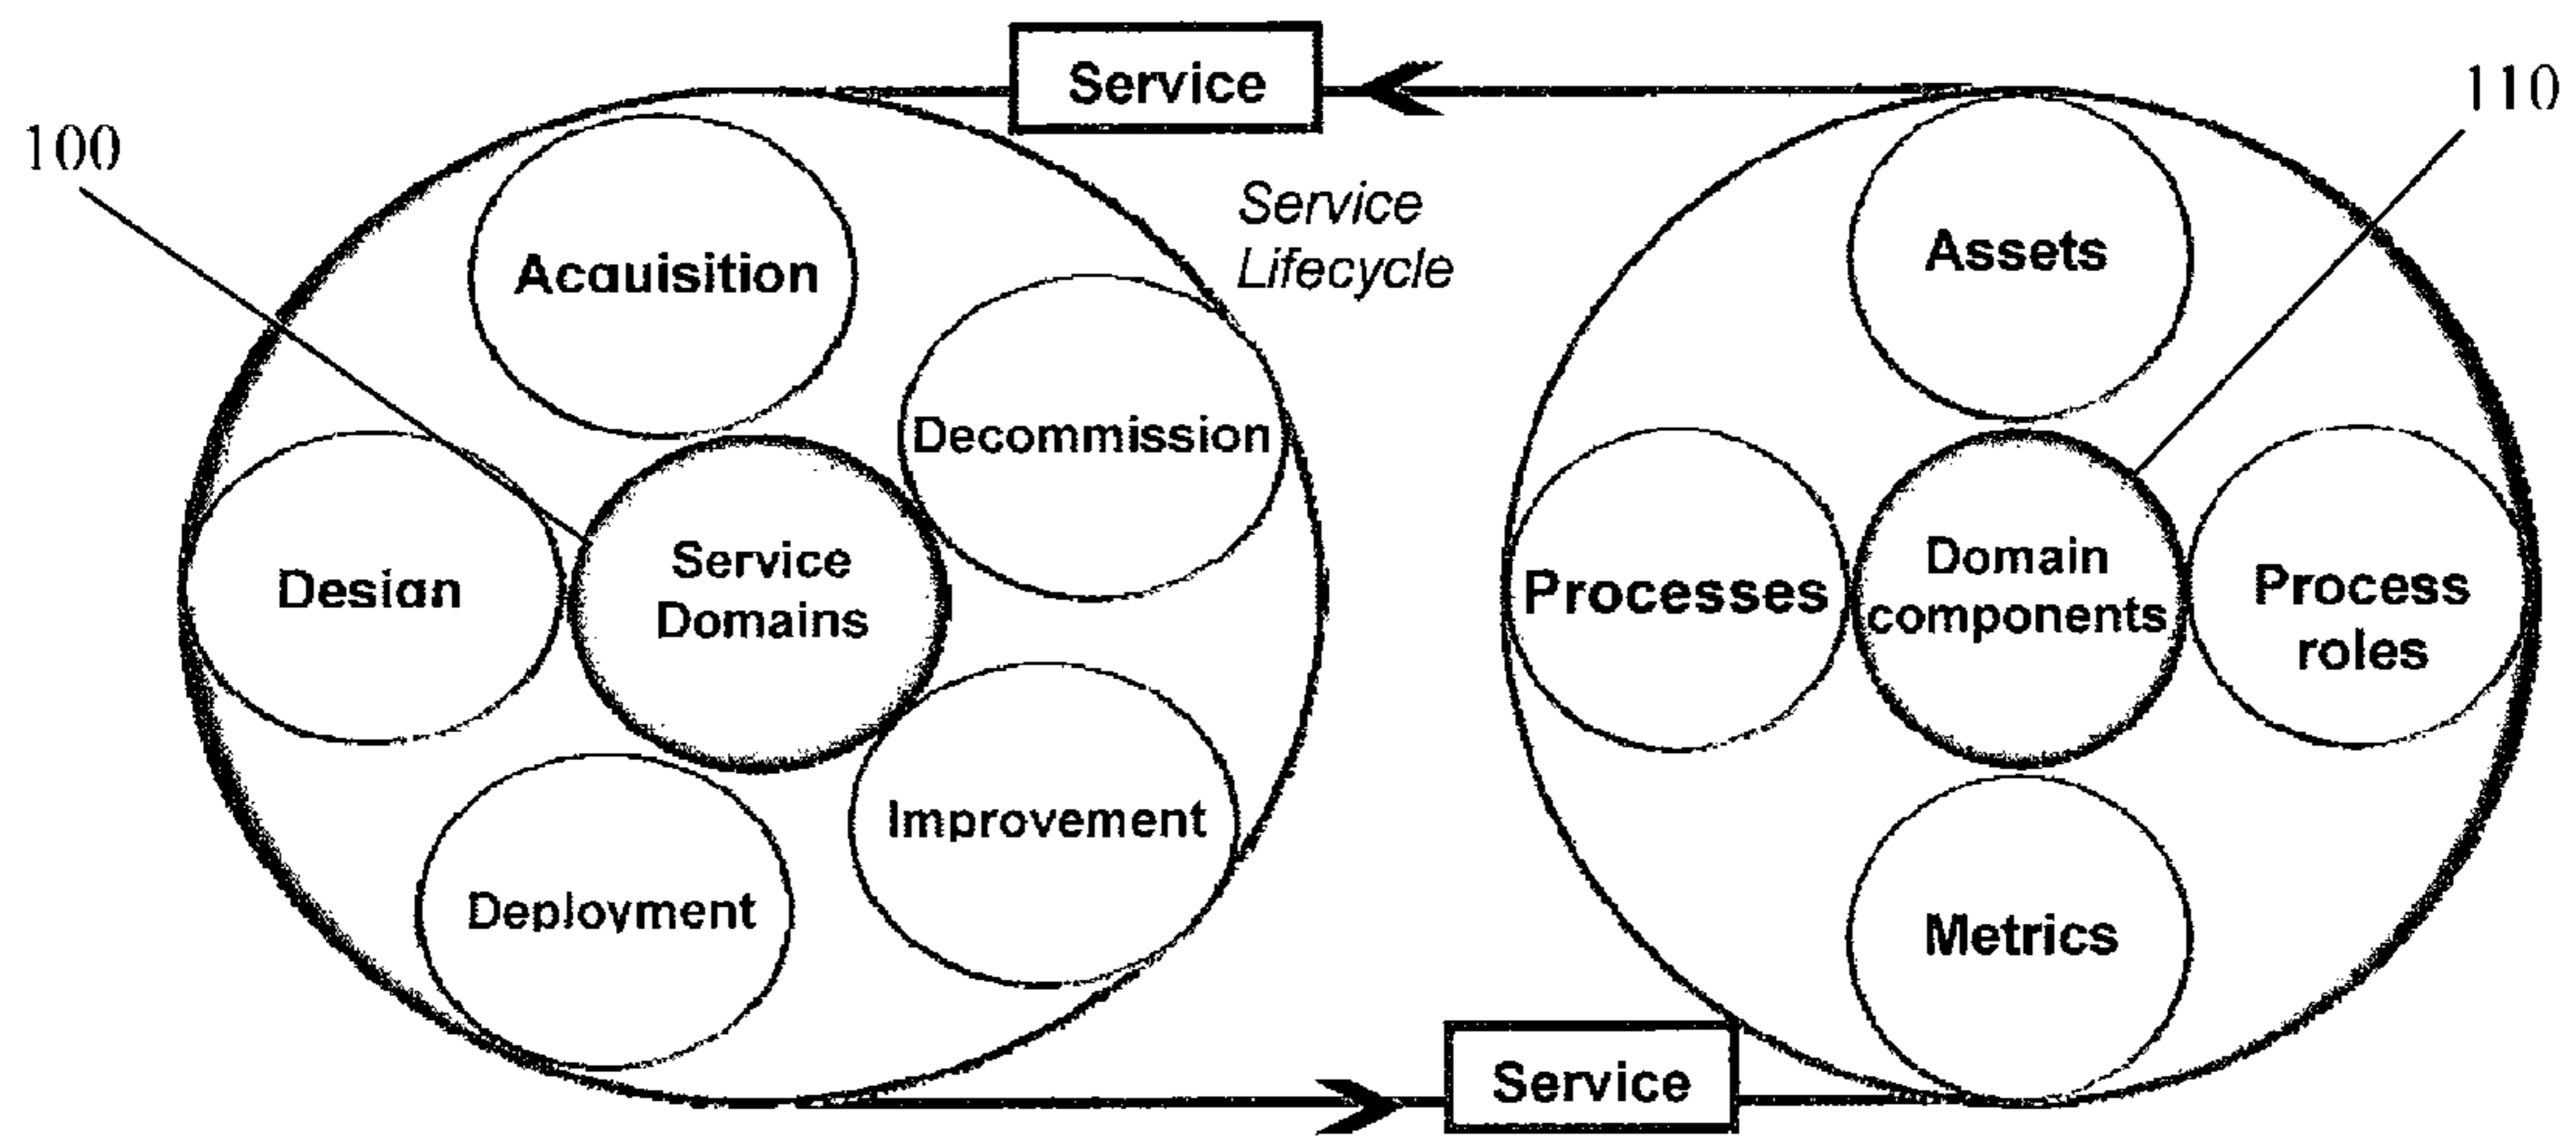 Service
110
100
Service
Lifecycle
Acquisition
Assets
Decommission
Service
Domains
Design
Processes
Domain
components
Process
roles
Improvement
Deployment
Metrics
Service